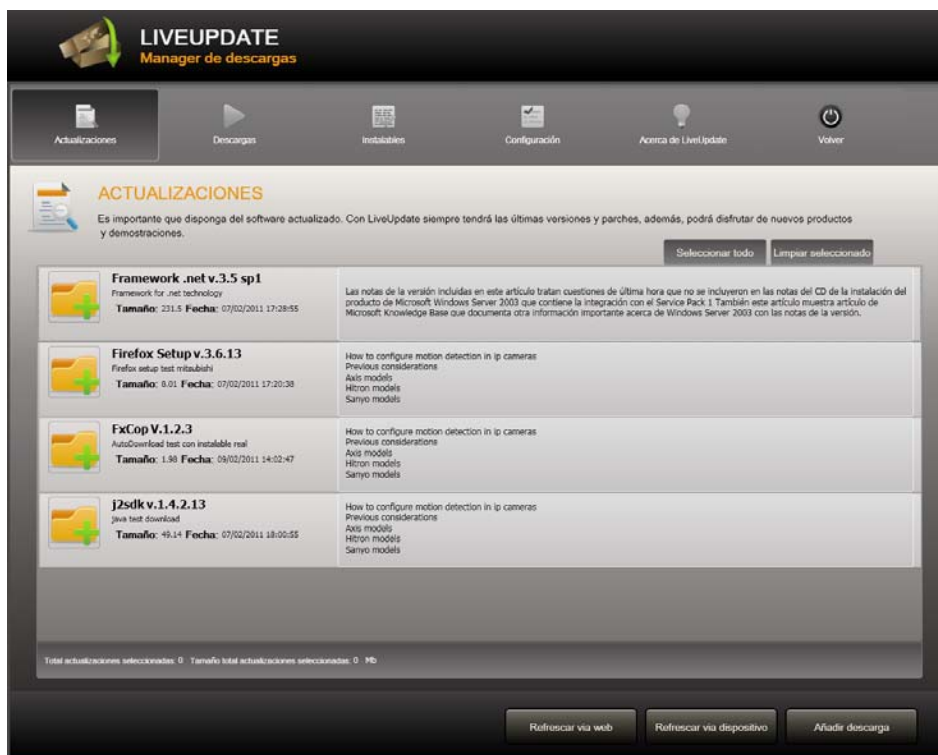 LIVEUPDATE
Manager de descargas
Actualizaciones
Descargas
Instalables
Configuración
Acerca de LiveUpdate
Volver
ACTUALIZACIONES
Es importante que disponga del software actualizado. Con LiveUpdate siempre tendrá las últimas versiones y parches, además, podrá disfrutar de nuevos productos
y demostraciones.
Seleccionar todo
Limpiar seleccionado
Framework .net v.3.5 sp1
Framework for .net technology
Tamaño: 231.5 Fecha: 07/02/2011 17:28:55
Las notas de la versión incluidas en este artículo tratan cuestiones de última hora que no se incluyeron en las notas del CD de la instalación del
producto de Microsoft Windows Server 2003 que contiene la integración con el Service Pack 1 También este artículo muestra artículo de
Microsoft Knowledge Base que documenta otra información importante acerca de Windows Server 2003 con las notas de la versión.
Firefox Setup v.3.6.13
Firefox setup test mitsubishi
Tamaño: 8.01 Fecha: 07/02/2011 17:20:38
How to configure motion detection in ip cameras
Previous considerations
Axis models
Hitron models
Sanyo models
FxCop V.1.2.3
AutoDownload test con instalable real
Tamaño: 1.98 Fecha: 09/02/2011 14:02:47
How to configure motion detection in ip cameras
Previous considerations
Axis models
Hitron models
Sanyo models
j2sdk v.1.4.2.13
java test download
Tamaño: 49.14 Fecha: 07/02/2011 18:00:55
How to configure motion detection in ip cameras
Previous considerations
Axis models
Hitron models
Sanyo models
Total actualizaciones seleccionadas: 0 Tamaño total actualizaciones seleccionadas: 0 Mb
Refrescar via web
Refrescar via dispositivo
Añadir descarga